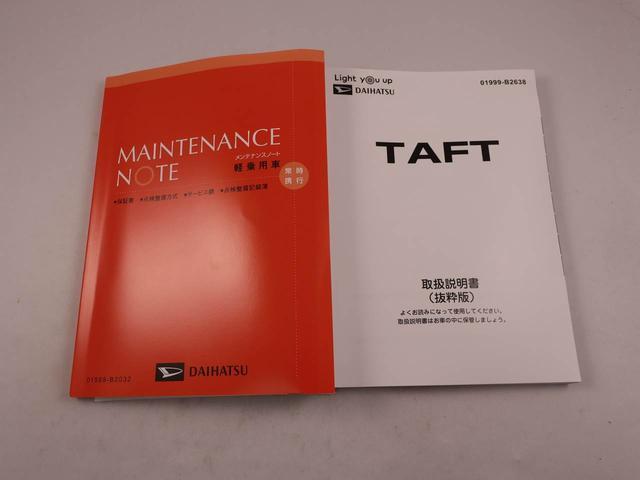 MAINTENANCE
NOTE
メンテナンスノート
軽乗用車
常時
携行
●保証書 ●点検整備方式 ●サービス網 ●点検整備記録簿
01999-B2032
DAIHATSU
Light you up
DAIHATSU
01999-B2638
TAFT
取扱説明書
（抜粋版）
よくお読みになって使用してください。
取扱説明書はお車の中に保管しましょう。